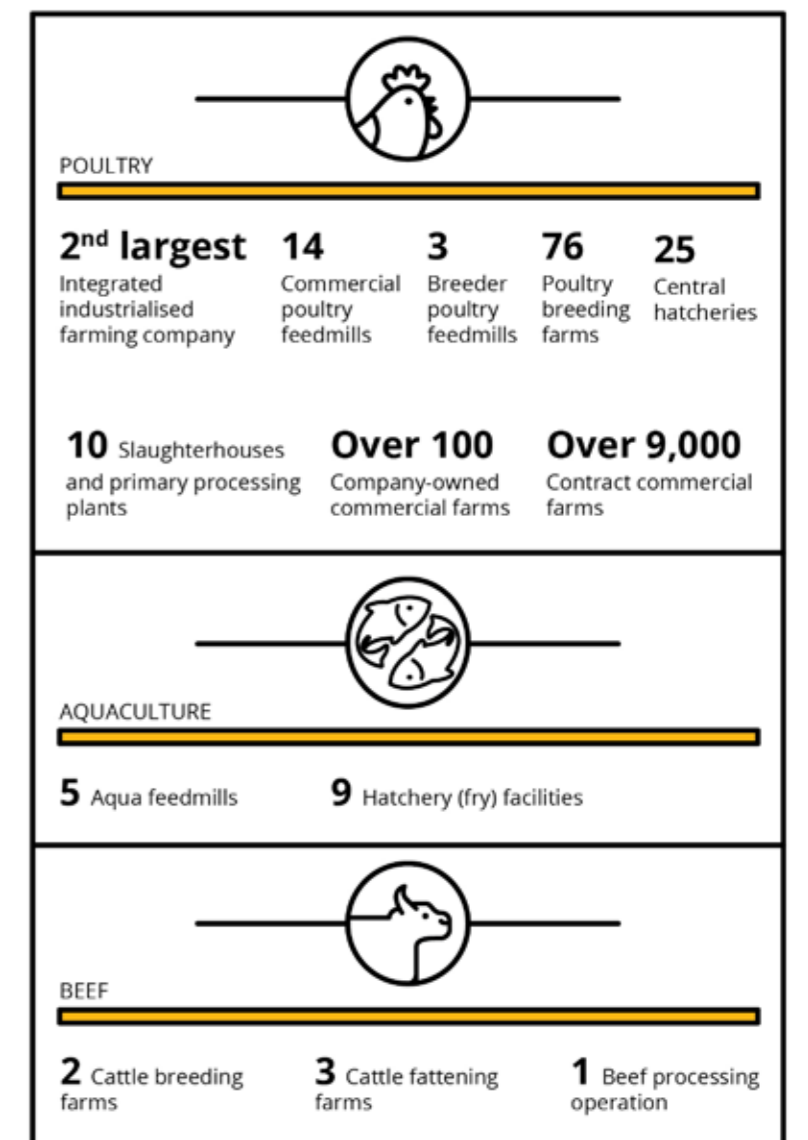 POULTRY
2nd largest
Integrated
industrialised
farming company
14
Commercial
poultry
feedmills
3
Breeder
poultry
feedmills
76
Poultry
breeding
farms
25
Central
hatcheries
10 Slaughterhouses
and primary processing
plants
Over 100
Company-owned
commercial farms
Over 9,000
Contract commercial
farms
AQUACULTURE
5 Aqua feedmills
9 Hatchery (fry) facilities
BEEF
2 Cattle breeding
farms
3 Cattle fattening
farms
1 Beef processing
operation